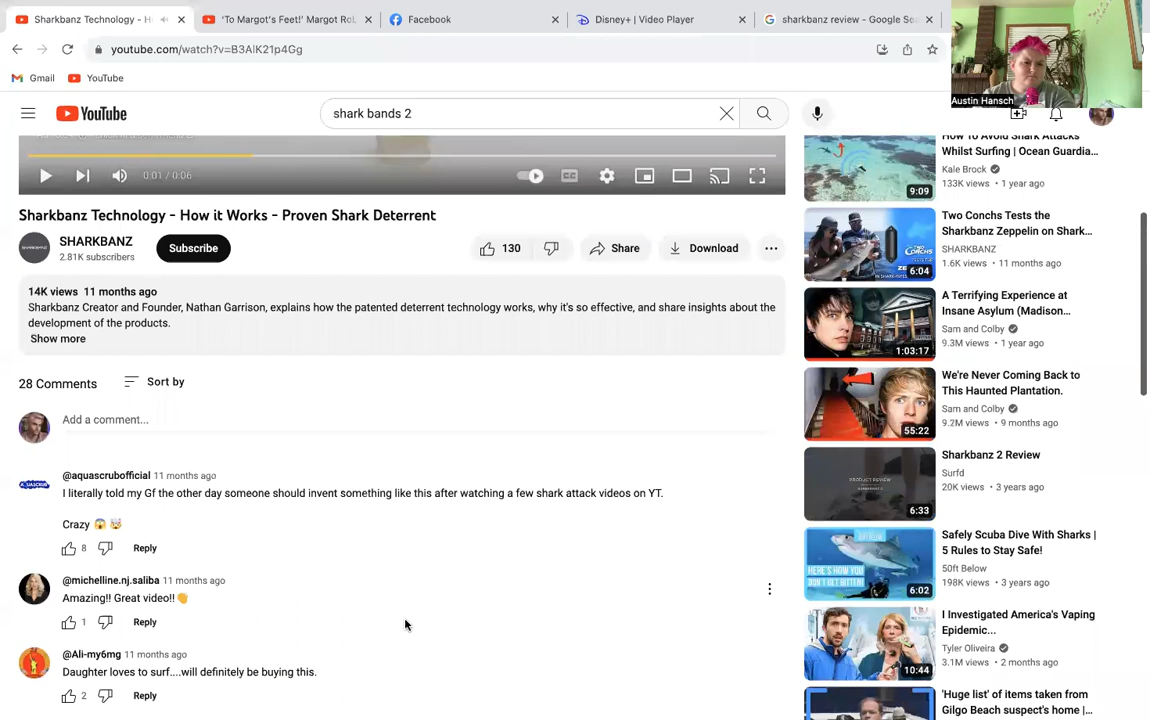 Sharkbanz Technology - H
'To Margot's Feet!' Margot Rol
Facebook
Disney+ | Video Player
sharkbanz review - Google Se
youtube.com/watch?v=B3AlK21p4Gg
Gmail
YouTube
Austin Hansch
YouTube
shark bands 2
0:01 / 0:06
CC
Sharkbanz Technology - How it Works - Proven Shark Deterrent
SHARKBANZ
2.81K subscribers
Subscribe
130
Share
Download
14K views 11 months ago
Sharkbanz Creator and Founder, Nathan Garrison, explains how the patented deterrent technology works, why it's so effective, and share insights about the
development of the products.
Show more
28 Comments
Sort by
Add a comment...
@aquascrubofficial 11 months ago
I literally told my Gf the other day someone should invent something like this after watching a few shark attack videos on YT.
Crazy 😱 🤯
8
Reply
@michelline.nj.saliba 11 months ago
Amazing!! Great video!!👏
1
Reply
@Ali-my6mg 11 months ago
Daughter loves to surf....will definitely be buying this.
2
Reply
How To Avoid Shark Attacks
Whilst Surfing | Ocean Guardia...
Kale Brock
133K views • 1 year ago
9:09
Two Conchs Tests the
Sharkbanz Zeppelin on Shark...
SHARKBANZ
1.6K views • 11 months ago
6:04
A Terrifying Experience at
Insane Asylum (Madison...
Sam and Colby
9.3M views • 1 year ago
1:03:17
We're Never Coming Back to
This Haunted Plantation.
Sam and Colby
9.2M views • 9 months ago
55:22
Sharkbanz 2 Review
Surfd
20K views • 3 years ago
PRODUCT REVIEW
6:33
Safely Scuba Dive With Sharks |
5 Rules to Stay Safe!
50ft Below
198K views • 3 years ago
HERE'S HOW YOU
DON'T GET BITTEN!
6:02
I Investigated America's Vaping
Epidemic...
Tyler Oliveira
3.1M views • 2 months ago
10:44
'Huge list' of items taken from
Gilgo Beach suspect's home |...